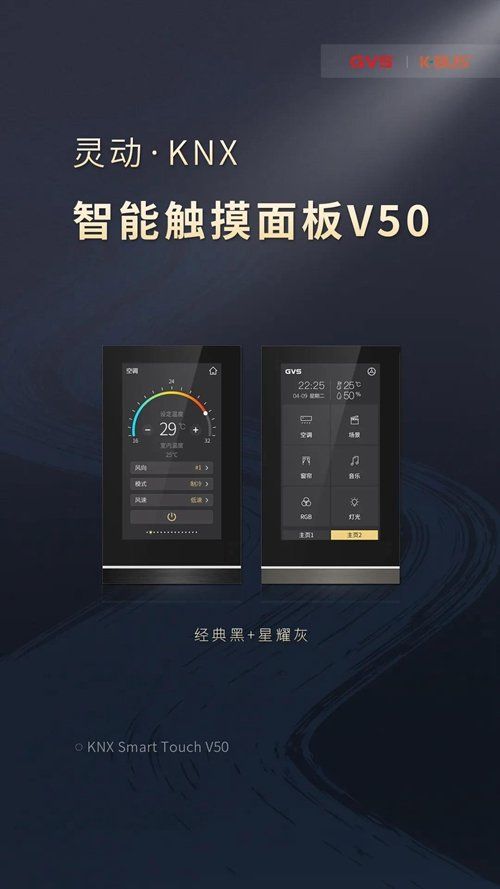 GVS | K-BUS
灵动·KNX
智能触摸面板V50
空调
24
设定温度
29℃
16
32
室内温度
25℃
风向 #1 >
模式 制冷 >
风速 低速 >
GVS
22:25
25℃
04-09 星期二
50%
空调
场景
窗帘
音乐
RGB
灯光
主页1
主页2
经典黑+星耀灰
KNX Smart Touch V50